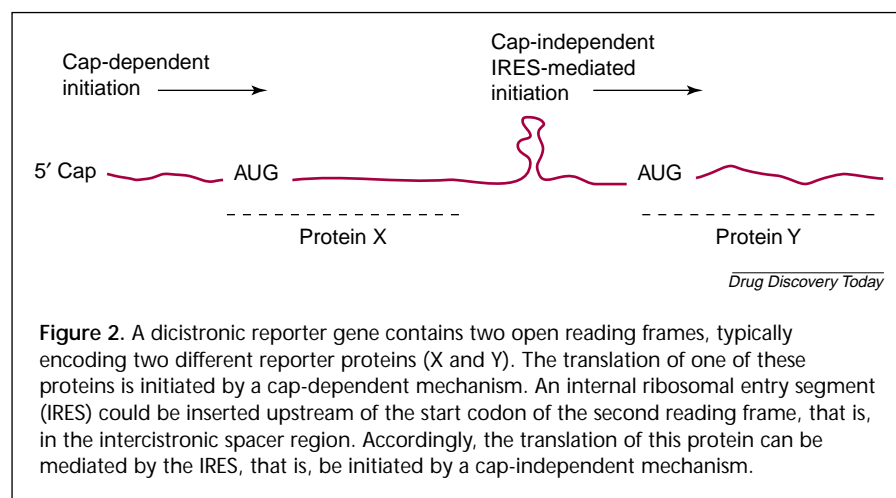 Cap-dependent
initiation
Cap-independent
IRES-mediated
initiation
5′ Cap
AUG
AUG
Protein X
Protein Y
Drug Discovery Today
Figure 2. A dicistronic reporter gene contains two open reading frames, typically
encoding two different reporter proteins (X and Y). The translation of one of these
proteins is initiated by a cap-dependent mechanism. An internal ribosomal entry segment
(IRES) could be inserted upstream of the start codon of the second reading frame, that is,
in the intercistronic spacer region. Accordingly, the translation of this protein can be
mediated by the IRES, that is, be initiated by a cap-independent mechanism.